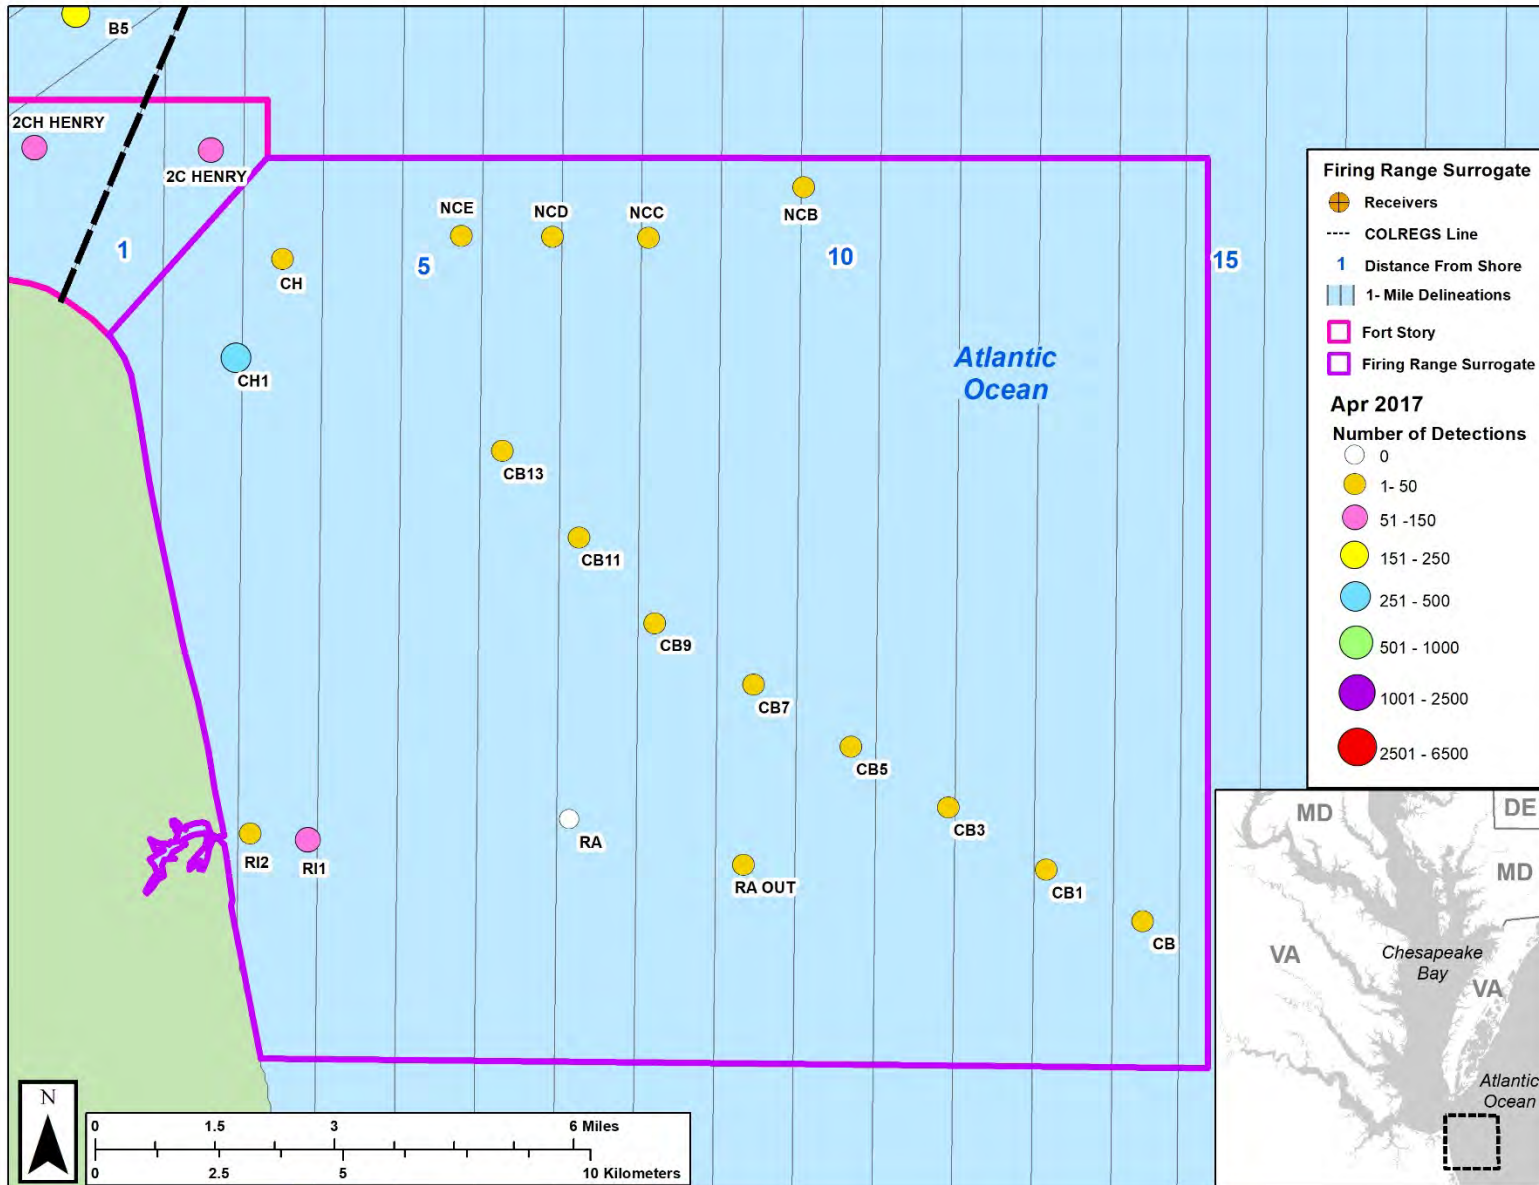 B5
2CH HENRY
2C HENRY
1
CH
NCE
NCD
NCC
NCB
5
10
15
CH1
Atlantic
Ocean
CB13
CB11
CB9
CB7
CB5
CB3
CB1
CB
RI2
RI1
RA
RA OUT
N
0 1.5 3 6 Miles
0 2.5 5 10 Kilometers
Firing Range Surrogate
Receivers
COLREGS Line
1 Distance From Shore
1- Mile Delineations
Fort Story
Firing Range Surrogate
Apr 2017
Number of Detections
0
1- 50
51 -150
151 - 250
251 - 500
501 - 1000
1001 - 2500
2501 - 6500
MD
DE
MD
VA
Chesapeake
Bay
VA
Atlantic
Ocean